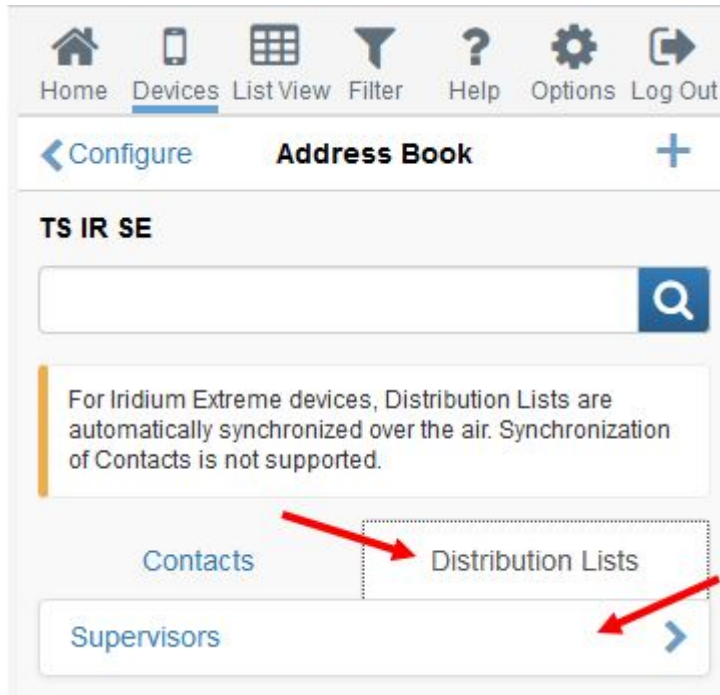 Home Devices List View Filter Help Options Log Out
Configure Address Book
TS IR SE
For Iridium Extreme devices, Distribution Lists are
automatically synchronized over the air. Synchronization
of Contacts is not supported.
Contacts Distribution Lists
Supervisors